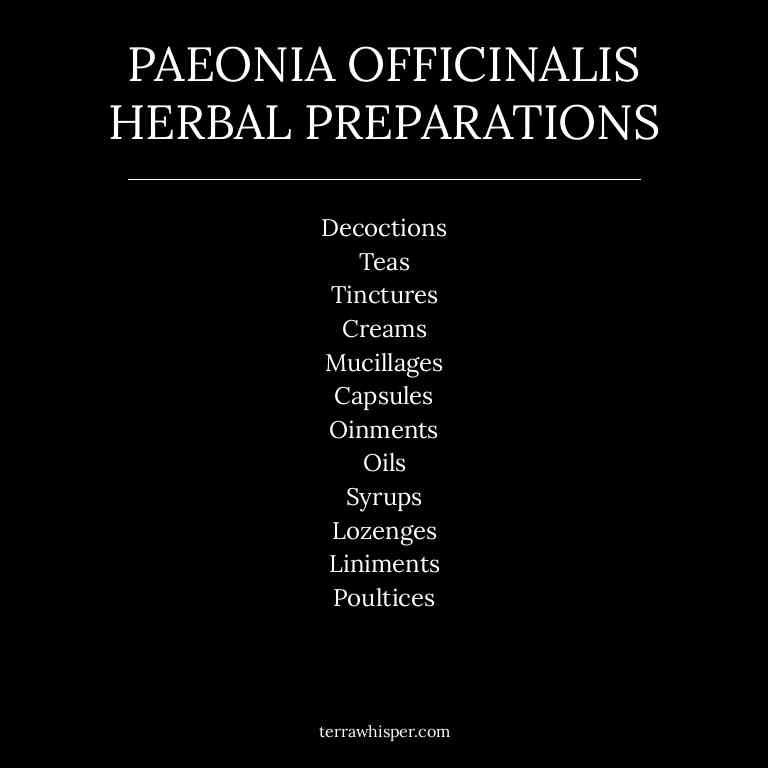 PAEONIA OFFICINALIS
HERBAL PREPARATIONS
Decoctions
Teas
Tinctures
Creams
Mucillages
Capsules
Oinments
Oils
Syrups
Lozenges
Liniments
Poultices
terrawhisper.com